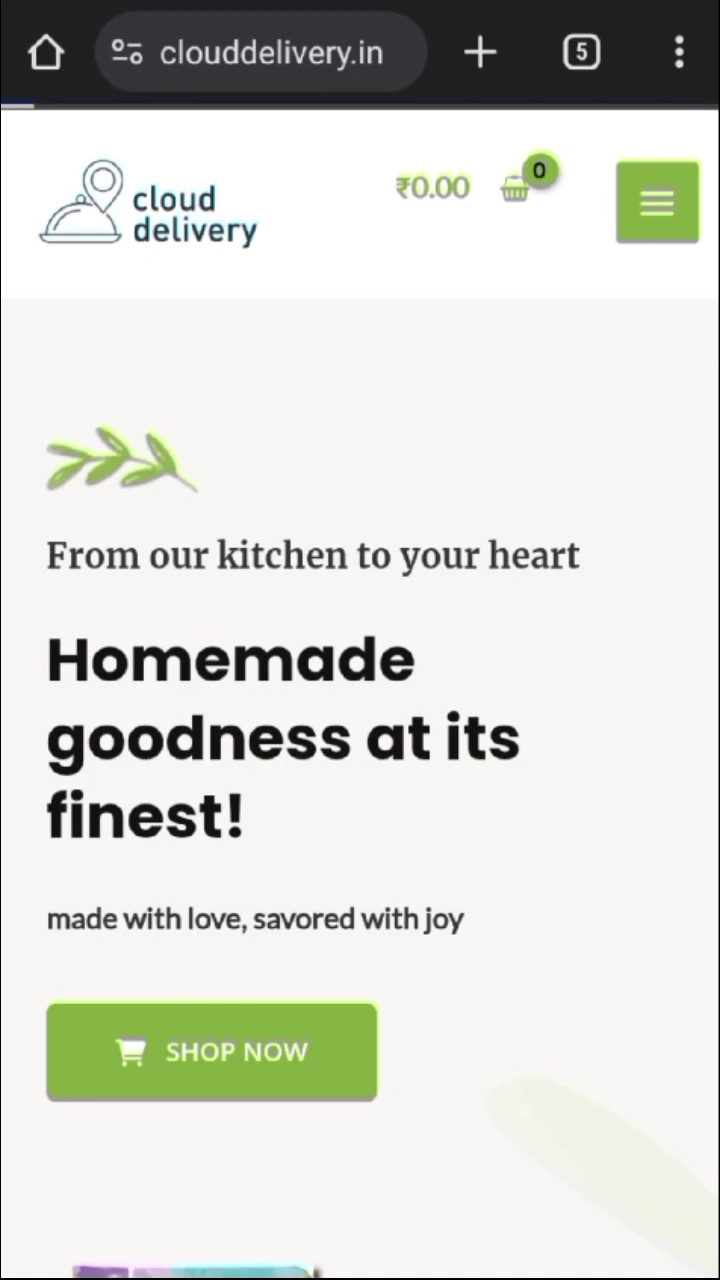 clouddelivery.in
5
cloud
delivery
₹0.00
0
From our kitchen to your heart
Homemade
goodness at its
finest!
made with love, savored with joy
SHOP NOW